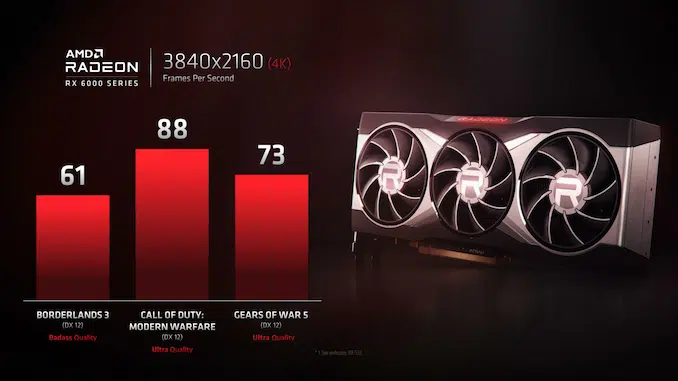 AMD
RADEON
RX 6000 SERIES
3840x2160 (4K)
Frames Per Second
61
88
73
BORDERLANDS 3
(DX 12)
Badass Quality
CALL OF DUTY:
MODERN WARFARE
(DX 12)
Ultra Quality
GEARS OF WAR 5
(DX 12)
Ultra Quality
RADEON
R
R
R